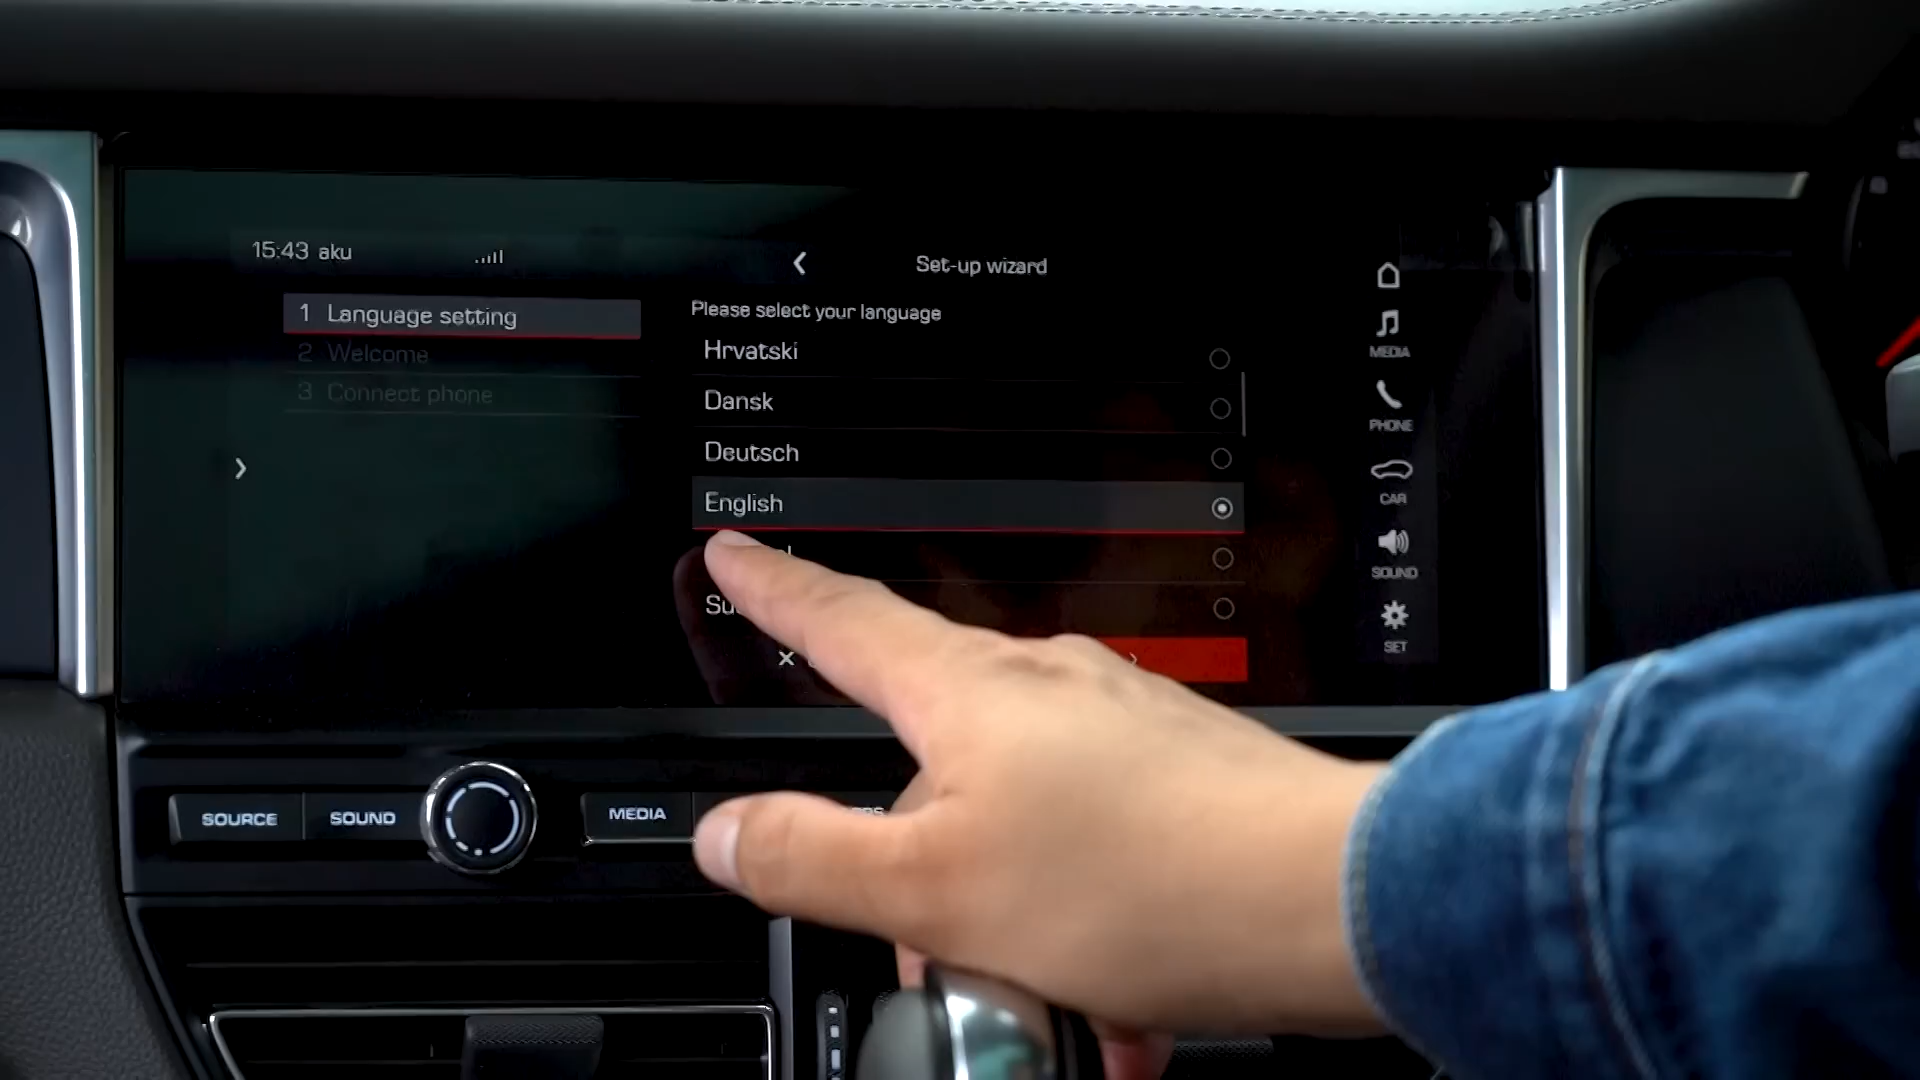 15:43 aku
Set-up wizard
1 Language setting
2 Welcome
3 Connect phone
Please select your language
Hrvatski
Dansk
Deutsch
English
MEDIA
PHONE
CAR
SOUND
SET
SOURCE
SOUND
MEDIA